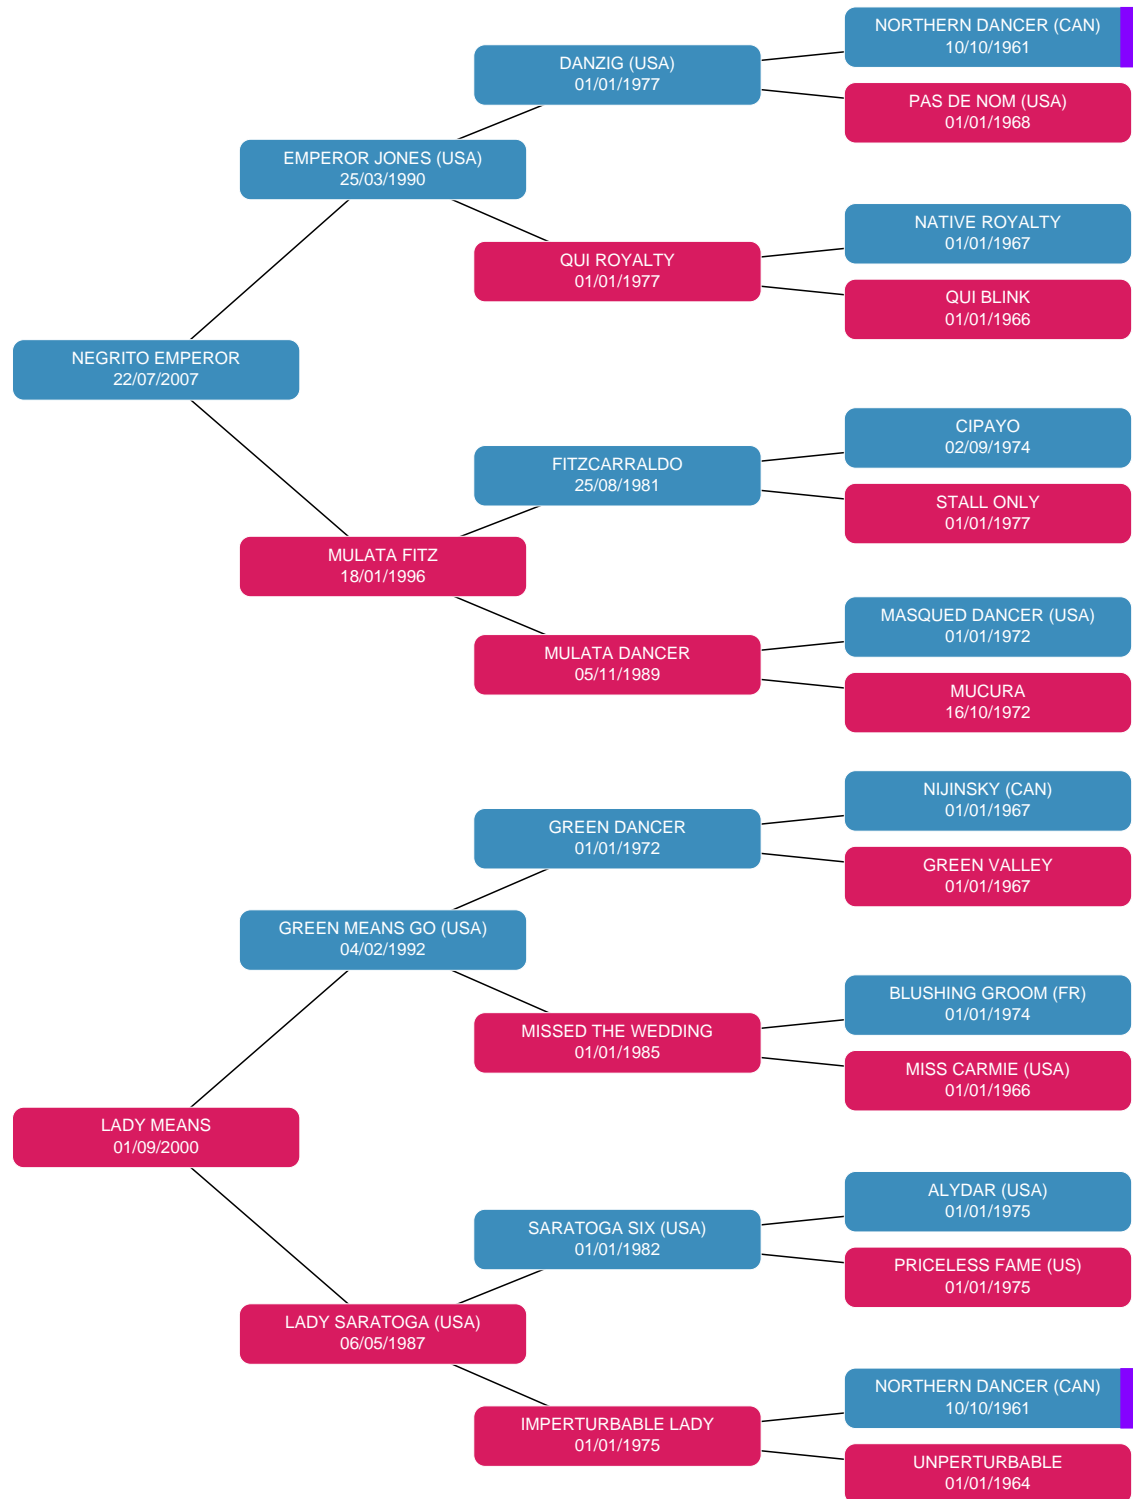 NORTHERN DANCER (CAN)
10/10/1961
DANZIG (USA)
01/01/1977
PAS DE NOM (USA)
01/01/1968
EMPEROR JONES (USA)
25/03/1990
NATIVE ROYALTY
01/01/1967
QUI ROYALTY
01/01/1977
QUI BLINK
01/01/1966
NEGRITO EMPEROR
22/07/2007
CIPAYO
02/09/1974
FITZCARRALDO
25/08/1981
STALL ONLY
01/01/1977
MULATA FITZ
18/01/1996
MASQUED DANCER (USA)
01/01/1972
MULATA DANCER
05/11/1989
MUCURA
16/10/1972
NIJINSKY (CAN)
01/01/1967
GREEN DANCER
01/01/1972
GREEN VALLEY
01/01/1967
GREEN MEANS GO (USA)
04/02/1992
BLUSHING GROOM (FR)
01/01/1974
MISSED THE WEDDING
01/01/1985
MISS CARMIE (USA)
01/01/1966
LADY MEANS
01/09/2000
ALYDAR (USA)
01/01/1975
SARATOGA SIX (USA)
01/01/1982
PRICELESS FAME (US)
01/01/1975
LADY SARATOGA (USA)
06/05/1987
NORTHERN DANCER (CAN)
10/10/1961
IMPERTURBABLE LADY
01/01/1975
UNPERTURBABLE
01/01/1964